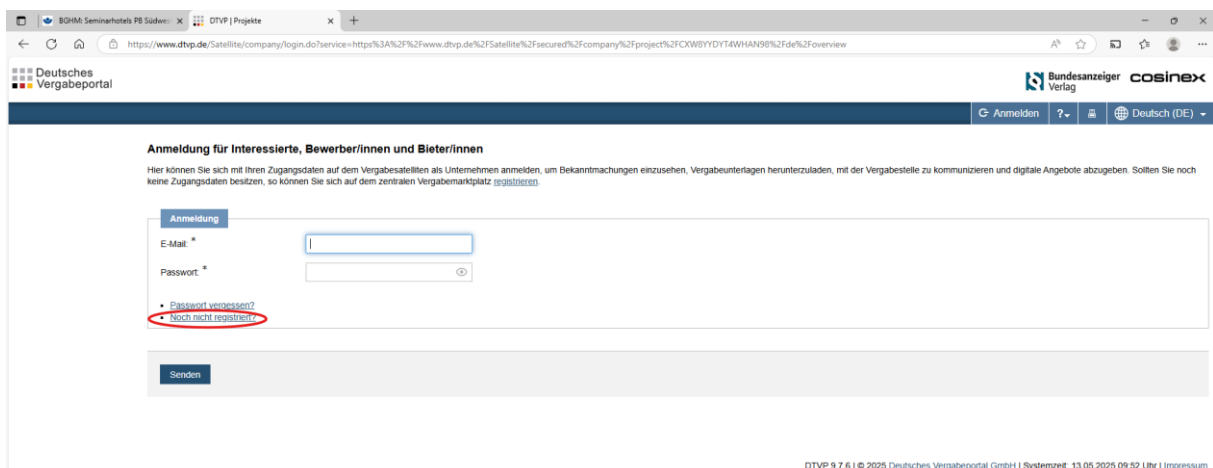 BGHM: Seminarhotels PB Südwes
DTVP | Projekte
https://www.dtvp.de/Satellite/company/login.do?service=https%3A%2F%2Fwww.dtvp.de%2FSatellite%2Fsecured%2Fcompany%2Fproject%2FCXW8YYDYT4WHAN98%2Fde%2Foverview
Deutsches
Vergabeportal
Bundesanzeiger
Verlag
cosinex
Anmelden ? Deutsch (DE)
Anmeldung für Interessierte, Bewerber/innen und Bieter/innen
Hier können Sie sich mit Ihren Zugangsdaten auf dem Vergabesatelliten als Unternehmen anmelden, um Bekanntmachungen einzusehen, Vergabeunterlagen herunterzuladen, mit der Vergabestelle zu kommunizieren und digitale Angebote abzugeben. Sollten Sie noch
keine Zugangsdaten besitzen, so können Sie sich auf dem zentralen Vergabemarktplatz registrieren.
Anmeldung
E-Mail: *
Passwort: *
Passwort vergessen?
Noch nicht registriert?
Senden
DTVP 9.7.6 | © 2025 Deutsches Vergabeportal GmbH | Systemzeit: 13.05.2025 09:52 Uhr | Impressum